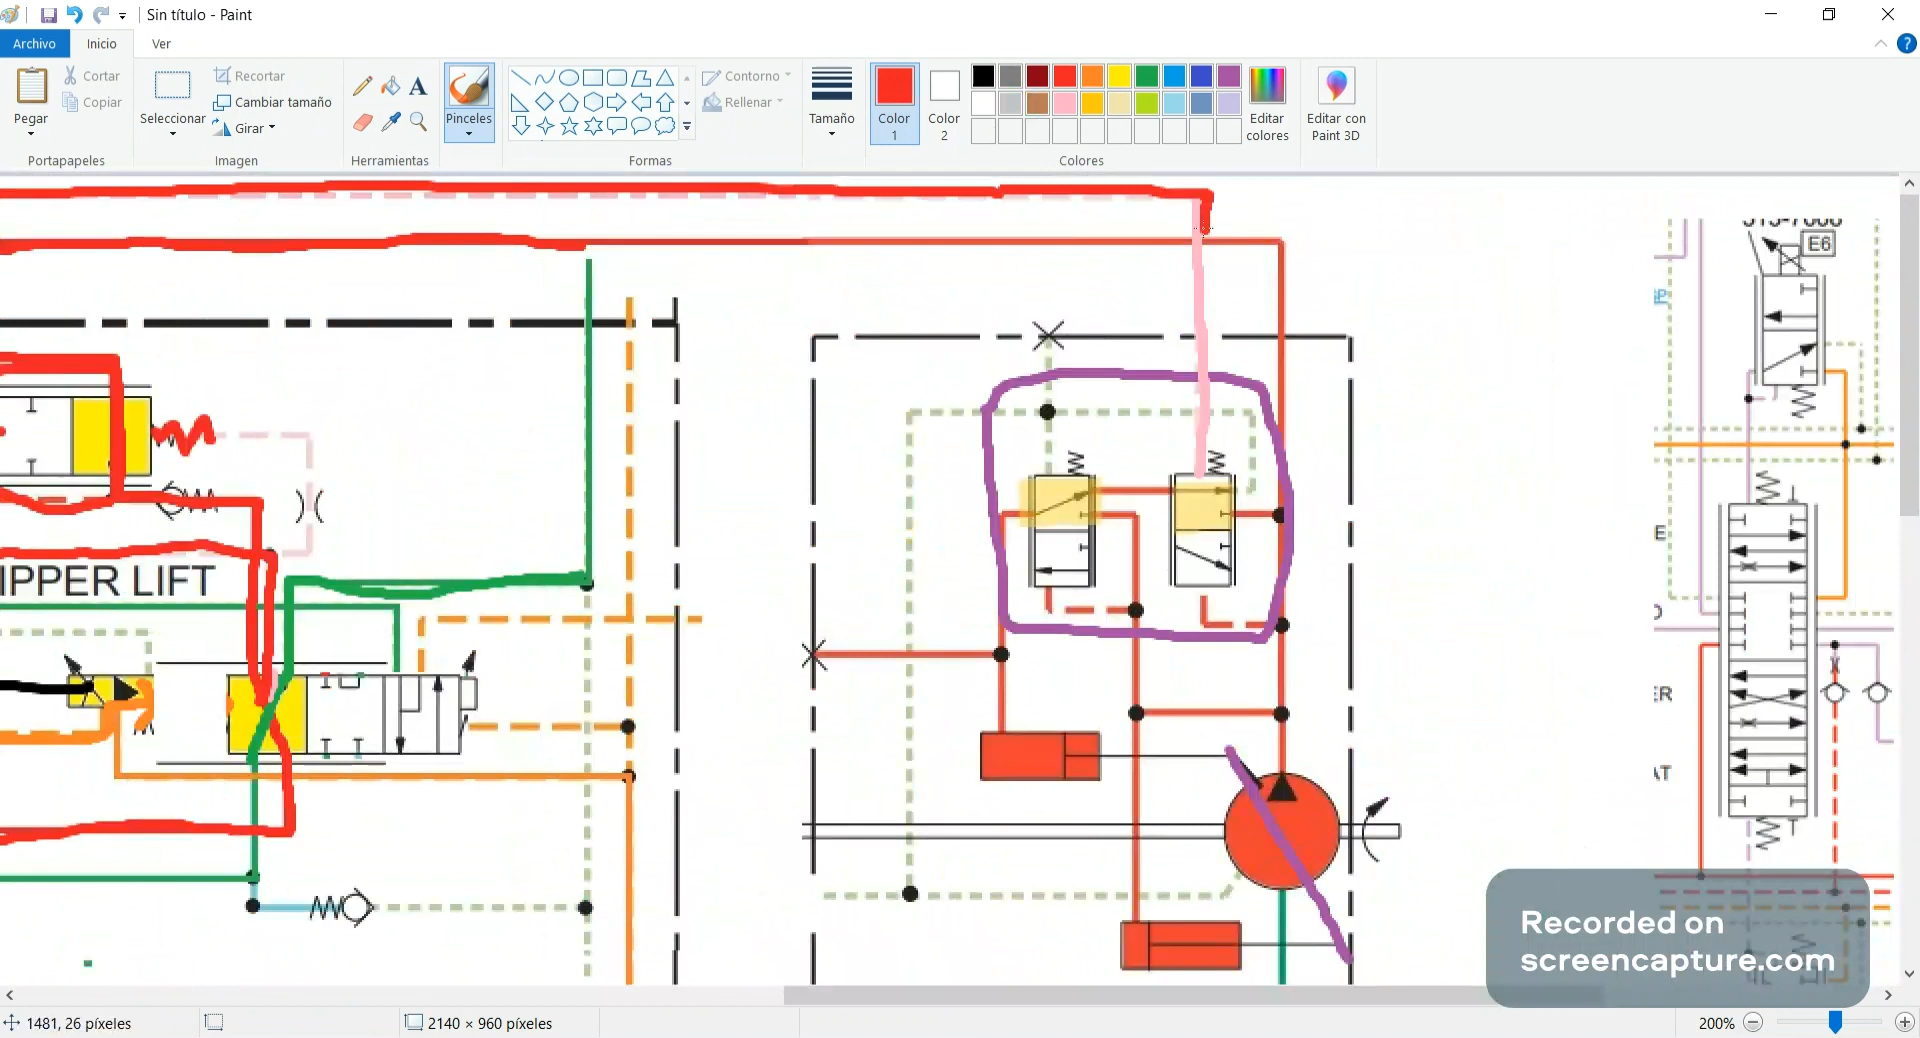 Sin título - Paint
Archivo
Inicio
Ver
Pegar
Cortar
Copiar
Portapapeles
Seleccionar
Recortar
Cambiar tamaño
Girar
Imagen
A
Herramientas
Pinceles
Contorno
Rellenar
Formas
Tamaño
Color
1
Color
2
Editar
colores
Colores
Editar con
Paint 3D
E6
IPPER LIFT
ER
AT
Recorded on
screencapture.com
1481, 26 píxeles
2140 × 960 píxeles
200%